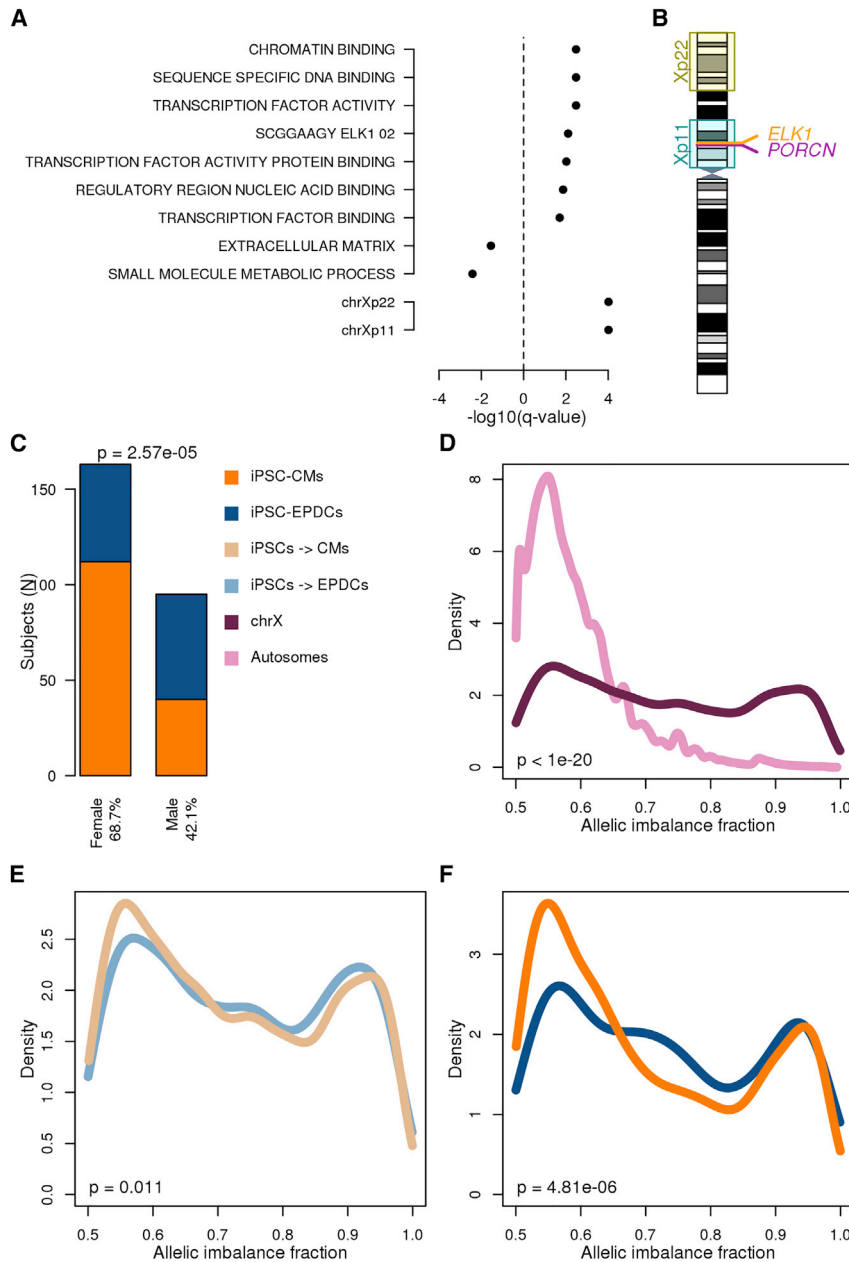 A
CHROMATIN BINDING
SEQUENCE SPECIFIC DNA BINDING
TRANSCRIPTION FACTOR ACTIVITY
SCGGAAGY ELK1 02
TRANSCRIPTION FACTOR ACTIVITY PROTEIN BINDING
REGULATORY REGION NUCLEIC ACID BINDING
TRANSCRIPTION FACTOR BINDING
EXTRACELLULAR MATRIX
SMALL MOLECULE METABOLIC PROCESS
chrXp22
chrXp11
-4 -2 0 2 4
-log10(q-value)
B
Xp22
Xp11
ELK1
PORCN
C
p = 2.57e-05
Subjects (N)
150
100
50
0
Female
68.7%
Male
42.1%
iPSC-CMs
iPSC-EPDCs
iPSCs -> CMs
iPSCs -> EPDCs
chrX
Autosomes
D
Density
8
6
4
2
0
p < 1e-20
0.5 0.6 0.7 0.8 0.9 1.0
Allelic imbalance fraction
E
Density
2.5
2.0
1.5
1.0
0.5
0.0
p = 0.011
0.5 0.6 0.7 0.8 0.9 1.0
Allelic imbalance fraction
F
Density
3
2
1
0
p = 4.81e-06
0.5 0.6 0.7 0.8 0.9 1.0
Allelic imbalance fraction